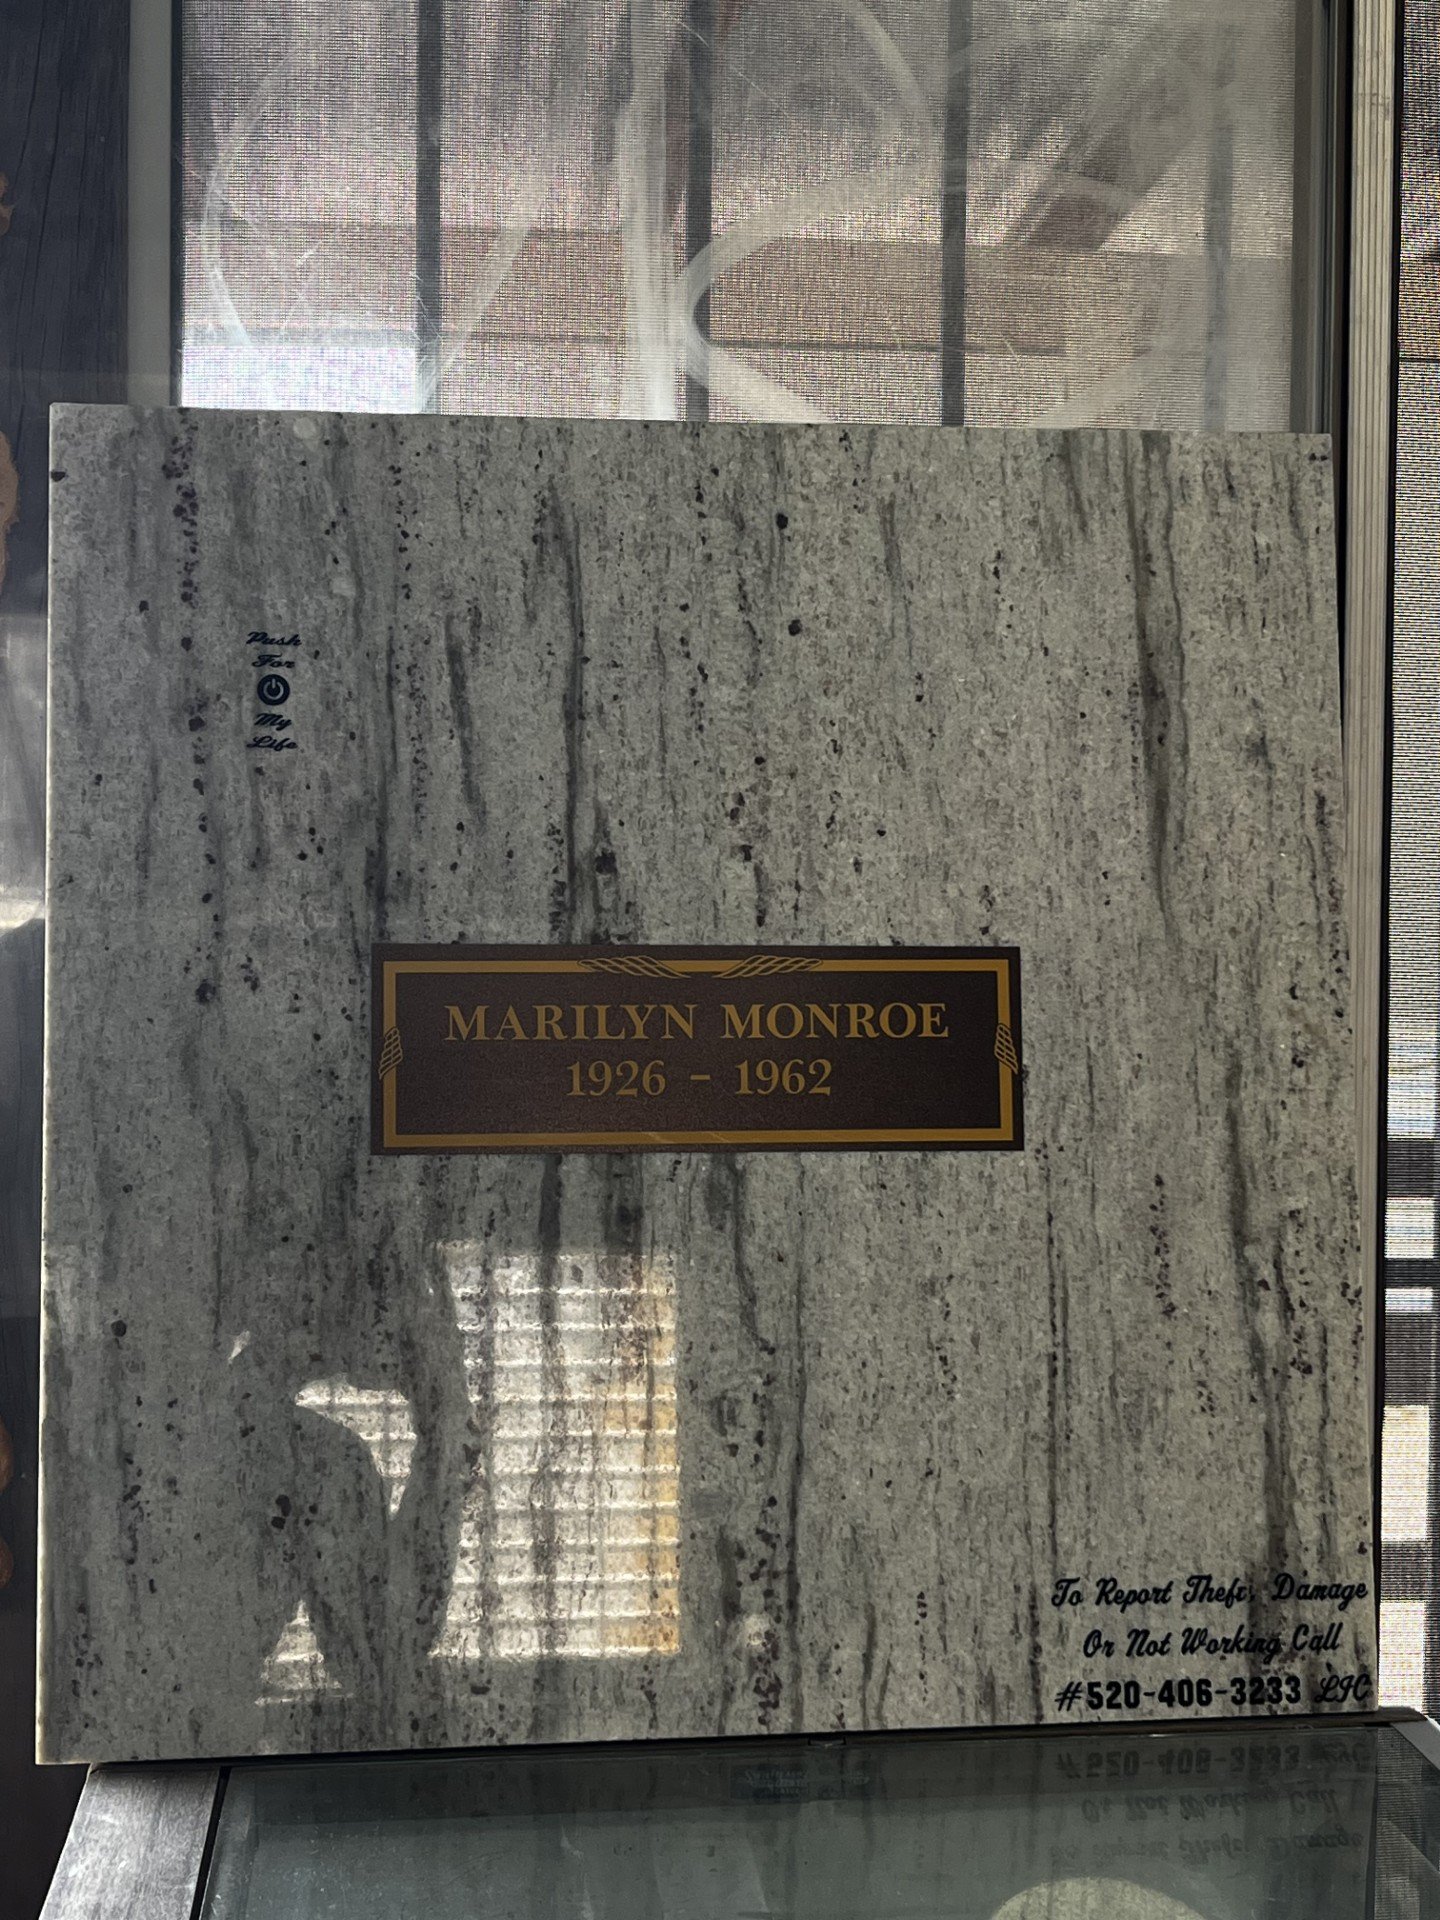 Push
For
My
Life
MARILYN MONROE
1926 - 1962
To Report Theft, Damage
Or Not Working Call
#520-406-3233 LIC